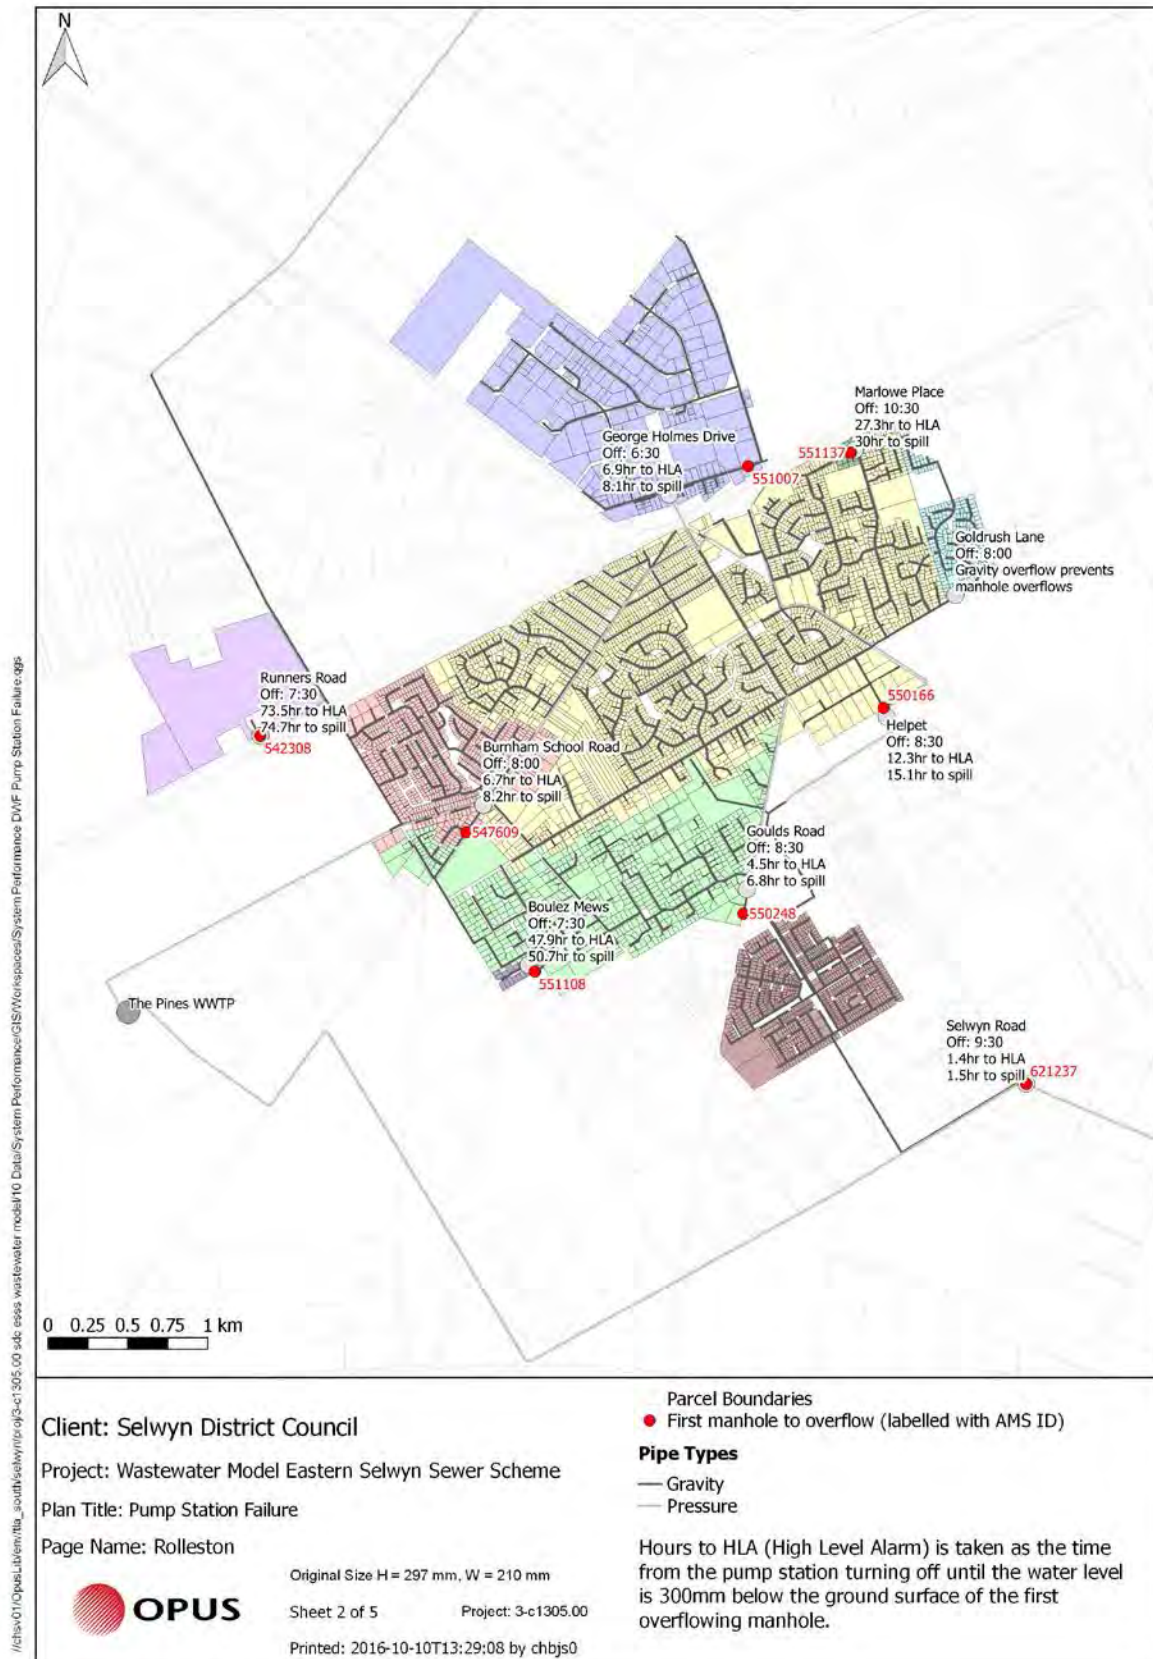 N
Marlowe Place
Off: 10:30
27.3hr to HLA
30hr to spill
551137
George Holmes Drive
Off: 6:30
6.9hr to HLA
8.1hr to spill
551007
Goldrush Lane
Off: 8:00
Gravity overflow prevents
manhole overflows
Runners Road
Off: 7:30
73.5hr to HLA
74.7hr to spill
542308
550166
Helpet
Off: 8:30
12.3hr to HLA
15.1hr to spill
Burnham School Road
Off: 8:00
6.7hr to HLA
8.2hr to spill
547609
Goulds Road
Off: 8:30
4.5hr to HLA
6.8hr to spill
550248
Boulez Mews
Off: 7:30
47.9hr to HLA
50.7hr to spill
551108
The Pines WWTP
Selwyn Road
Off: 9:30
1.4hr to HLA
1.5hr to spill
621237
0 0.25 0.5 0.75 1 km
Client: Selwyn District Council
Project: Wastewater Model Eastern Selwyn Sewer Scheme
Plan Title: Pump Station Failure
Page Name: Rolleston
OPUS
Original Size H = 297 mm, W = 210 mm
Sheet 2 of 5 Project: 3-c1305.00
Printed: 2016-10-10T13:29:08 by chbjs0
Parcel Boundaries
First manhole to overflow (labelled with AMS ID)
Pipe Types
Gravity
Pressure
Hours to HLA (High Level Alarm) is taken as the time
from the pump station turning off until the water level
is 300mm below the ground surface of the first
overflowing manhole.